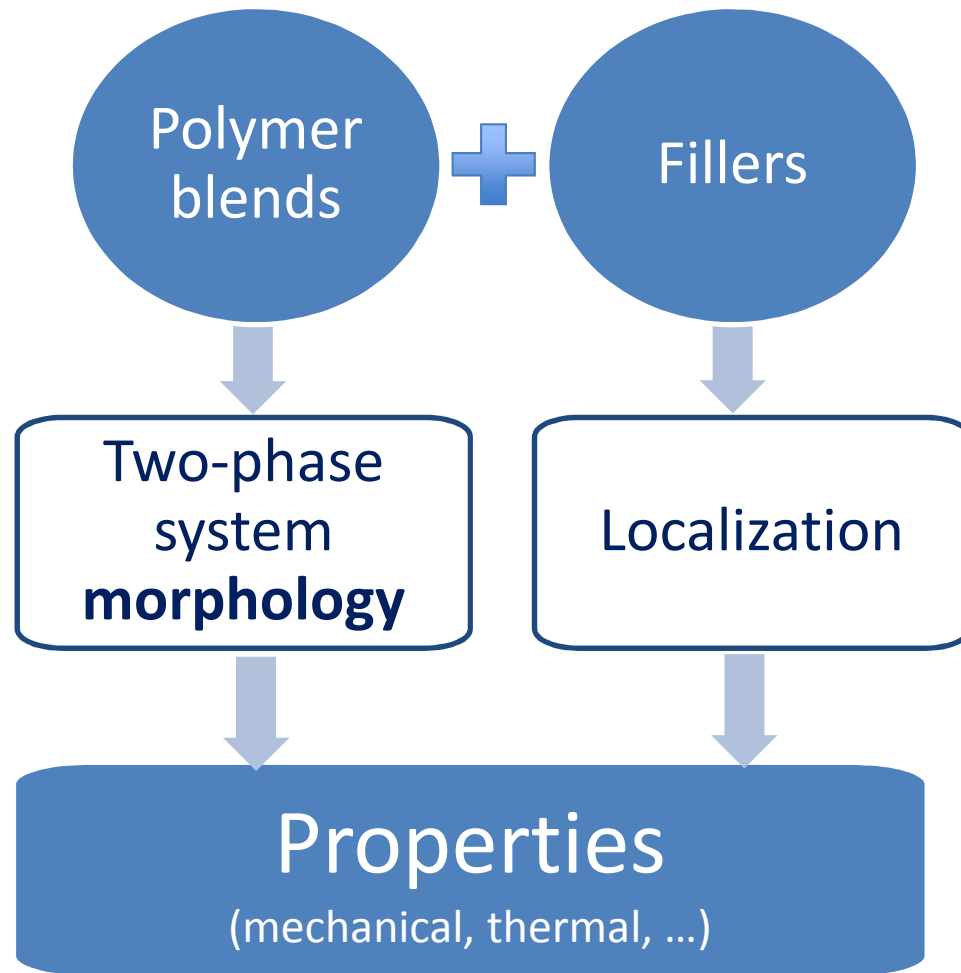 Polymer
blends
Fillers
Two-phase
system
morphology
Localization
Properties
(mechanical, thermal, ...)